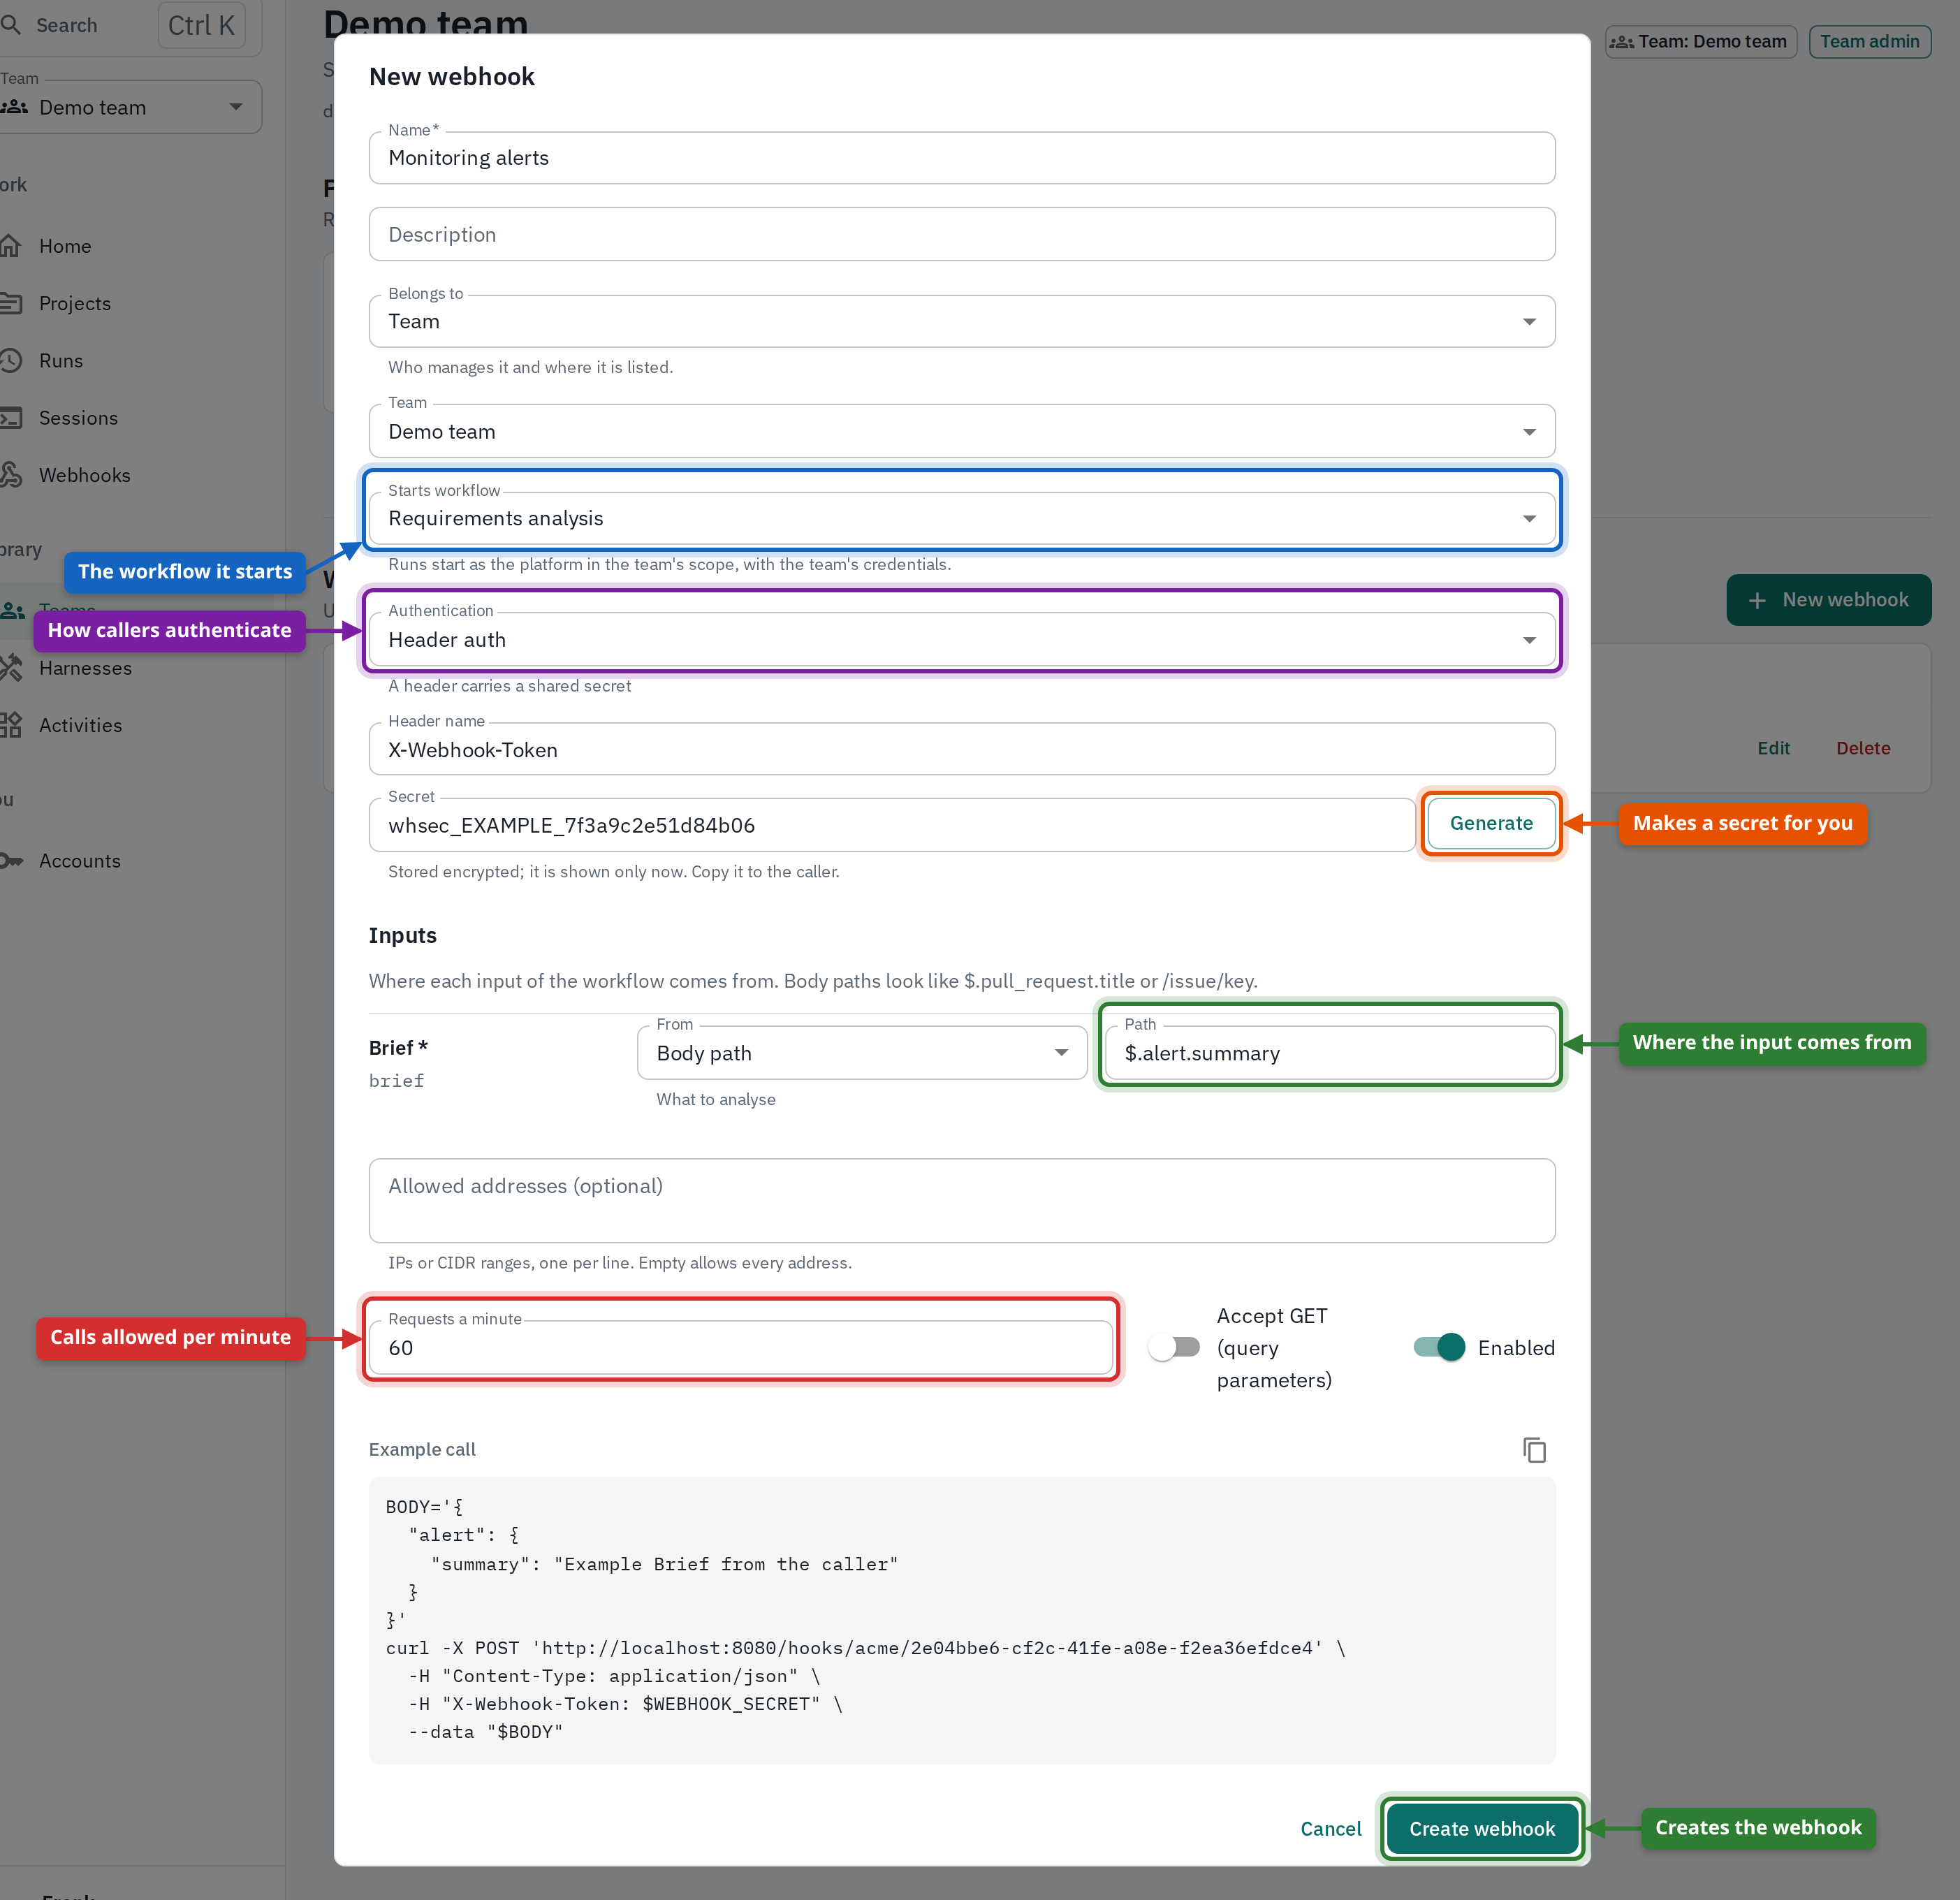 Search
Ctrl K
Team
Demo team
ork
Home
Projects
Runs
Sessions
Webhooks
brary
Teams
Harnesses
Activities
ou
Accounts
Demo team
Team: Demo team
Team admin
New webhook
Edit
Delete
New webhook
Name*
Monitoring alerts
Description
Belongs to
Team
Who manages it and where it is listed.
Team
Demo team
Starts workflow
Requirements analysis
Runs start as the platform in the team's scope, with the team's credentials.
The workflow it starts
Authentication
Header auth
A header carries a shared secret
How callers authenticate
Header name
X-Webhook-Token
Secret
whsec_EXAMPLE_7f3a9c2e51d84b06
Generate
Makes a secret for you
Stored encrypted; it is shown only now. Copy it to the caller.
Inputs
Where each input of the workflow comes from. Body paths look like $.pull_request.title or /issue/key.
Brief *
brief
From
Body path
What to analyse
Path
$.alert.summary
Where the input comes from
Allowed addresses (optional)
IPs or CIDR ranges, one per line. Empty allows every address.
Calls allowed per minute
Requests a minute
60
Accept GET
(query
parameters)
Enabled
Example call
BODY='{
"alert": {
"summary": "Example Brief from the caller"
}
}'
curl -X POST 'http://localhost:8080/hooks/acme/2e04bbe6-cf2c-41fe-a08e-f2ea36efdce4' \
-H "Content-Type: application/json" \
-H "X-Webhook-Token: $WEBHOOK_SECRET" \
--data "$BODY"
Cancel
Create webhook
Creates the webhook